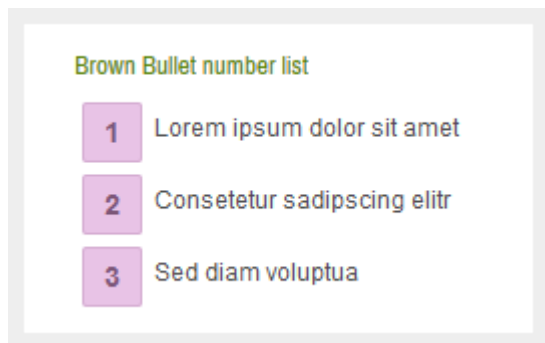 Brown Bullet number list
1 Lorem ipsum dolor sit amet
2 Consetetur sadipscing elitr
3 Sed diam voluptua